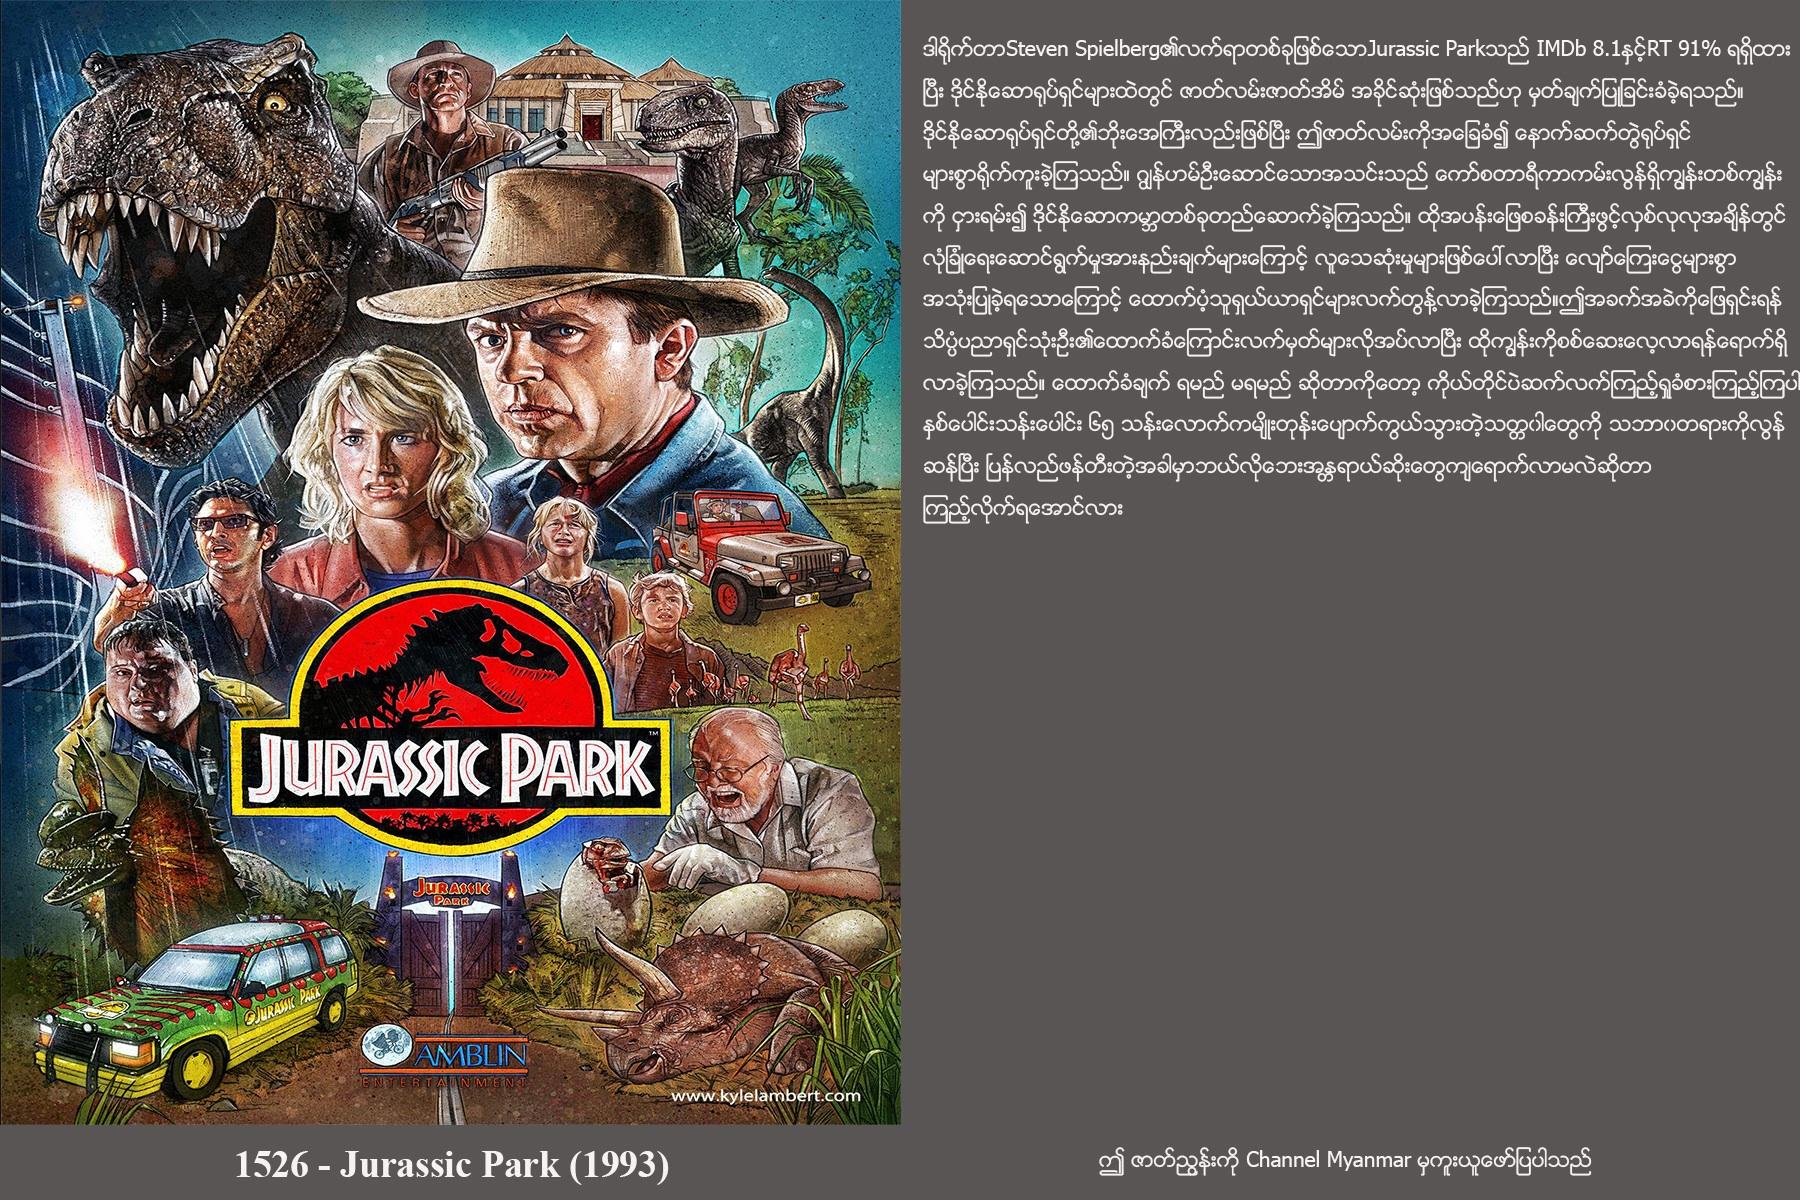 ဒါရိုက်တာSteven Spielberg၏လက်ရာတစ်ခုဖြစ်သောJurassic Parkသည် IMDb 8.1နှင့်RT 91% ရရှိထား
ပြီး ဒိုင်နိုဆောရုပ်ရှင်များထဲတွင် ဇာတ်လမ်းဇာတ်အိမ် အခိုင်ဆုံးဖြစ်သည်ဟု မှတ်ချက်ပြုခြင်းခံခဲ့ရသည်။
ဒိုင်နိုဆောရုပ်ရှင်တို့၏ဘိုးအေကြီးလည်းဖြစ်ပြီး ဤဇာတ်လမ်းကိုအခြေခံ၍ နောက်ဆက်တွဲရုပ်ရှင်
များစွာရိုက်ကူးခဲ့ကြသည်။ ဂျွန်ဟမ်ဦးဆောင်သောအသင်းသည် ကော်စတာရီကာကမ်းလွန်ရှိကျွန်းတစ်ကျွန်း
ကို ငှားရမ်း၍ ဒိုင်နိုဆောကမ္ဘာတစ်ခုတည်ဆောက်ခဲ့ကြသည်။ ထိုအပန်းဖြေစခန်းကြီးဖွင့်လှစ်လုလုအချိန်တွင်
လုံခြုံရေးဆောင်ရွက်မှုအားနည်းချက်များကြောင့် လူသေဆုံးမှုများဖြစ်ပေါ်လာပြီး လျော်ကြေးငွေများစွာ
အသုံးပြုခဲ့ရသောကြောင့် ထောက်ပံ့သူရှယ်ယာရှင်များလက်တွန့်လာခဲ့ကြသည်။ဤအခက်အခဲကိုဖြေရှင်းရန်
သိပ္ပံပညာရှင်သုံးဦး၏ထောက်ခံကြောင်းလက်မှတ်များလိုအပ်လာပြီး ထိုကျွန်းကိုစစ်ဆေးလေ့လာရန်ရောက်ရှိ
လာခဲ့ကြသည်။ ထောက်ခံချက် ရမည် မရမည် ဆိုတာကိုတော့ ကိုယ်တိုင်ပဲဆက်လက်ကြည့်ရှုခံစားကြည့်ကြပါ
နှစ်ပေါင်းသန်းပေါင်း ၆၅ သန်းလောက်ကမျိုးတုန်းပျောက်ကွယ်သွားတဲ့သတ္တဝါတွေကို သဘာဝတရားကိုလွန်
ဆန်ပြီး ပြန်လည်ဖန်တီးတဲ့အခါမှာဘယ်လိုဘေးအန္တရာယ်ဆိုးတွေကျရောက်လာမလဲဆိုတာ
ကြည့်လိုက်ရအောင်လား
JURASSIC PARK
TM
JURASSIC
PARK
JURASSIC PARK
AMBLIN
ENTERTAINMENT
www.kylelambert.com
1526 - Jurassic Park (1993)
ဤ ဇာတ်ညွှန်းကို Channel Myanmar မှကူးယူဖော်ပြပါသည်